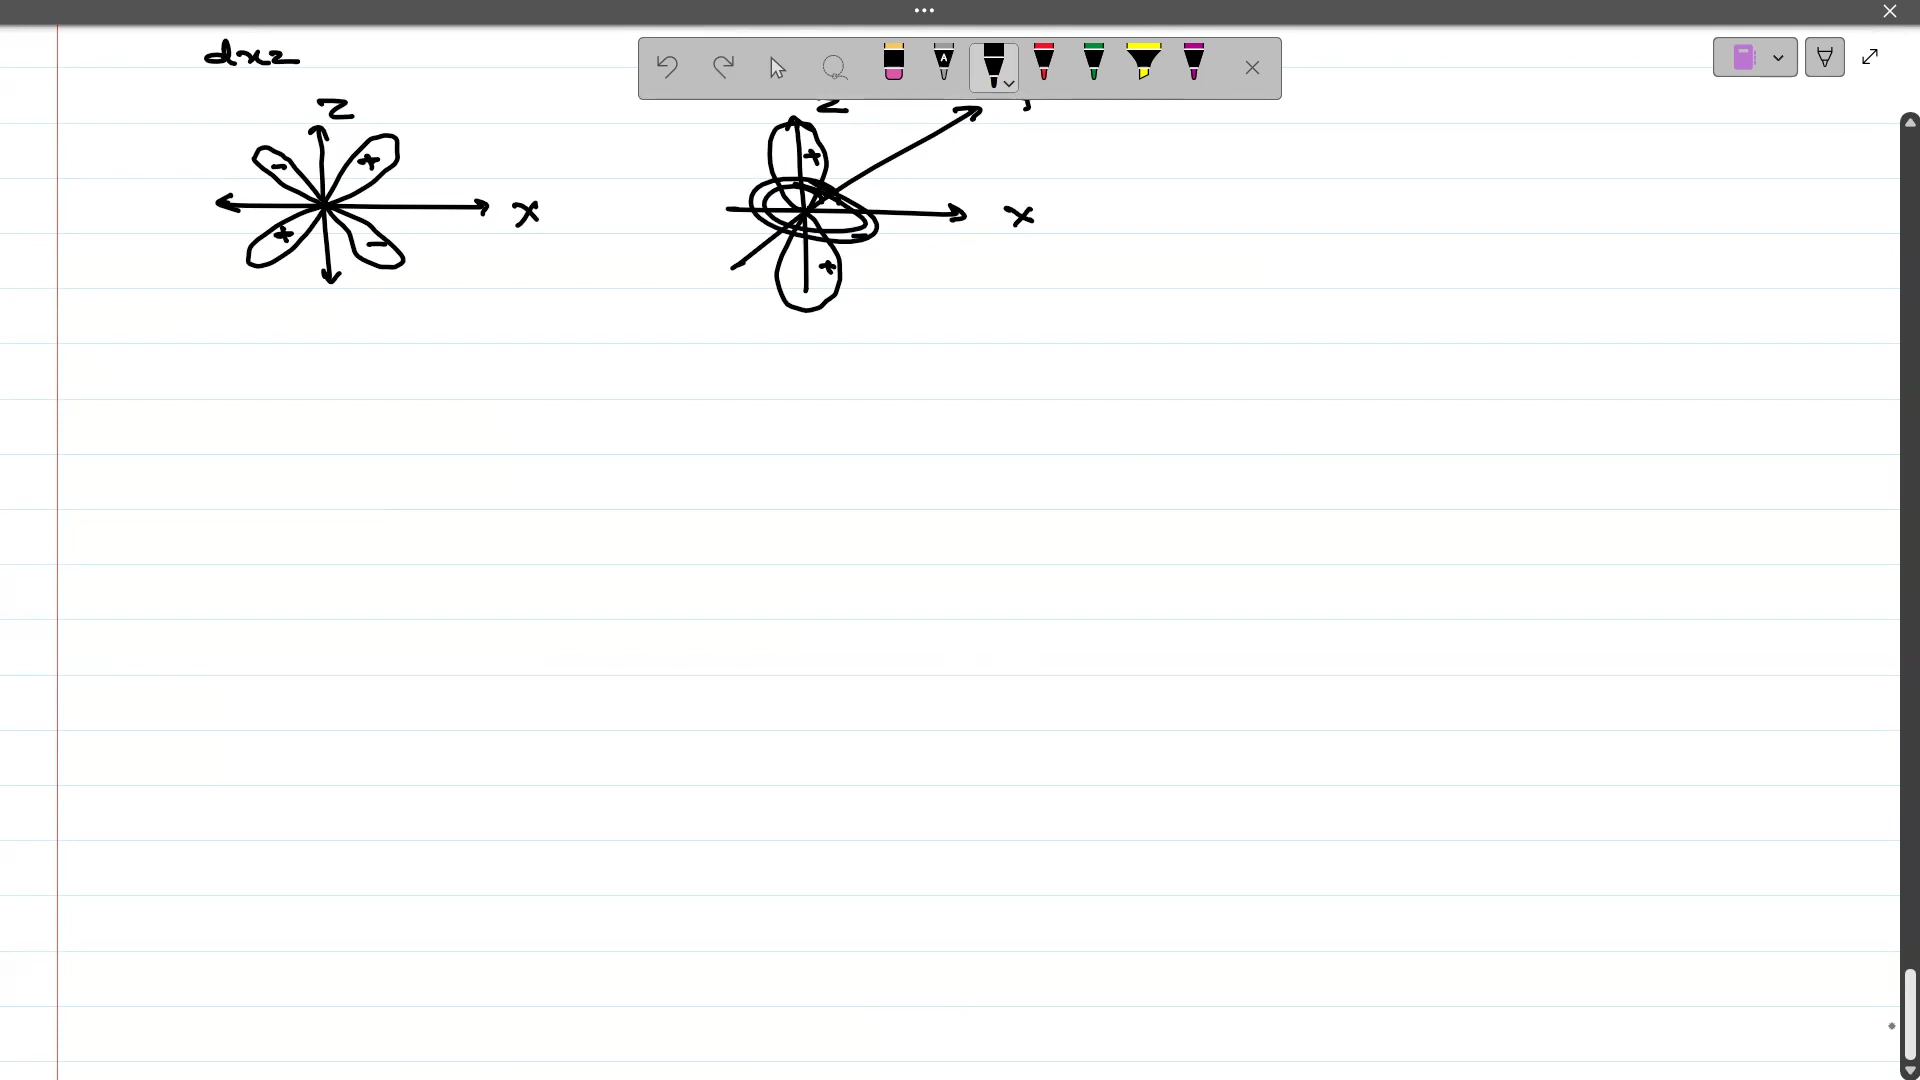 dxz
z
+
-
x
+
-
z
+
x
-
+